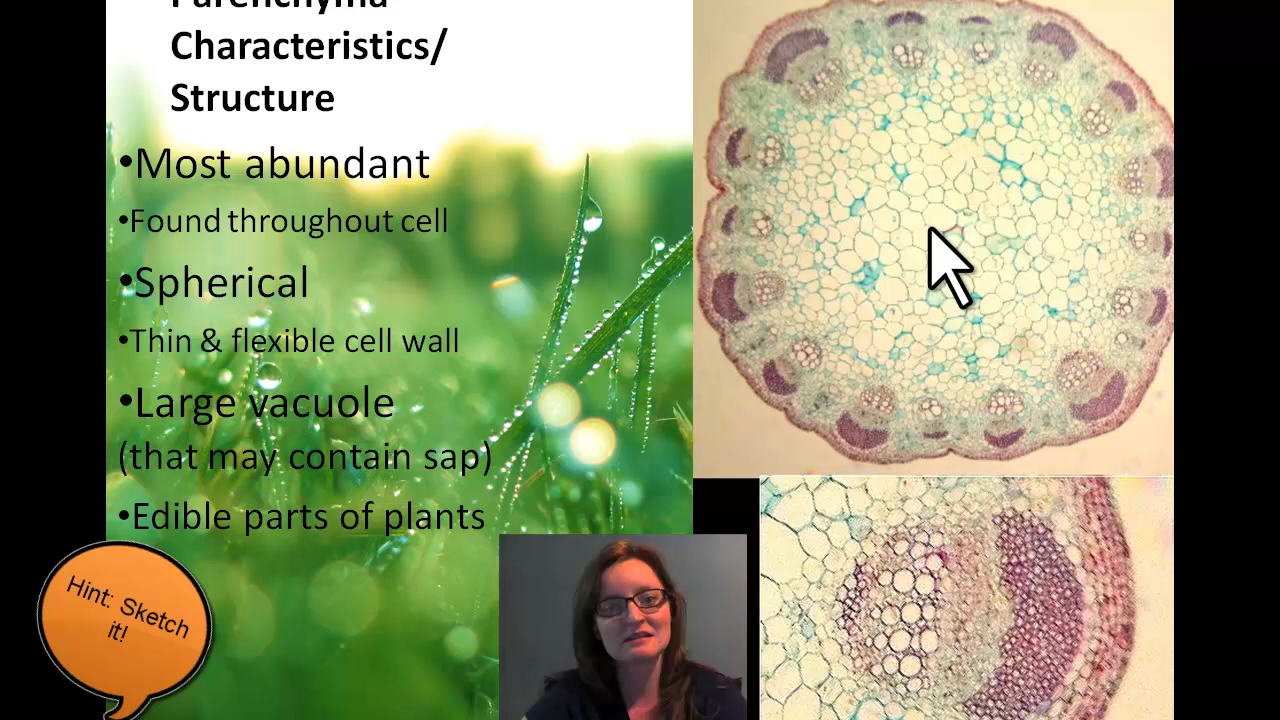 Parenchyma
Characteristics/
Structure
•Most abundant
•Found throughout cell
•Spherical
•Thin & flexible cell wall
•Large vacuole
(that may contain sap)
•Edible parts of plants
Hint: Sketch
it!